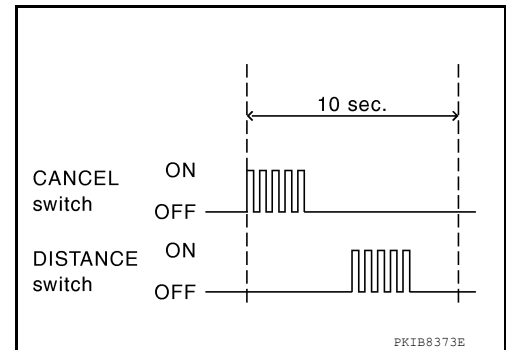 10 sec.
CANCEL
switch
ON
OFF
DISTANCE
switch
ON
OFF
PKIB8373E